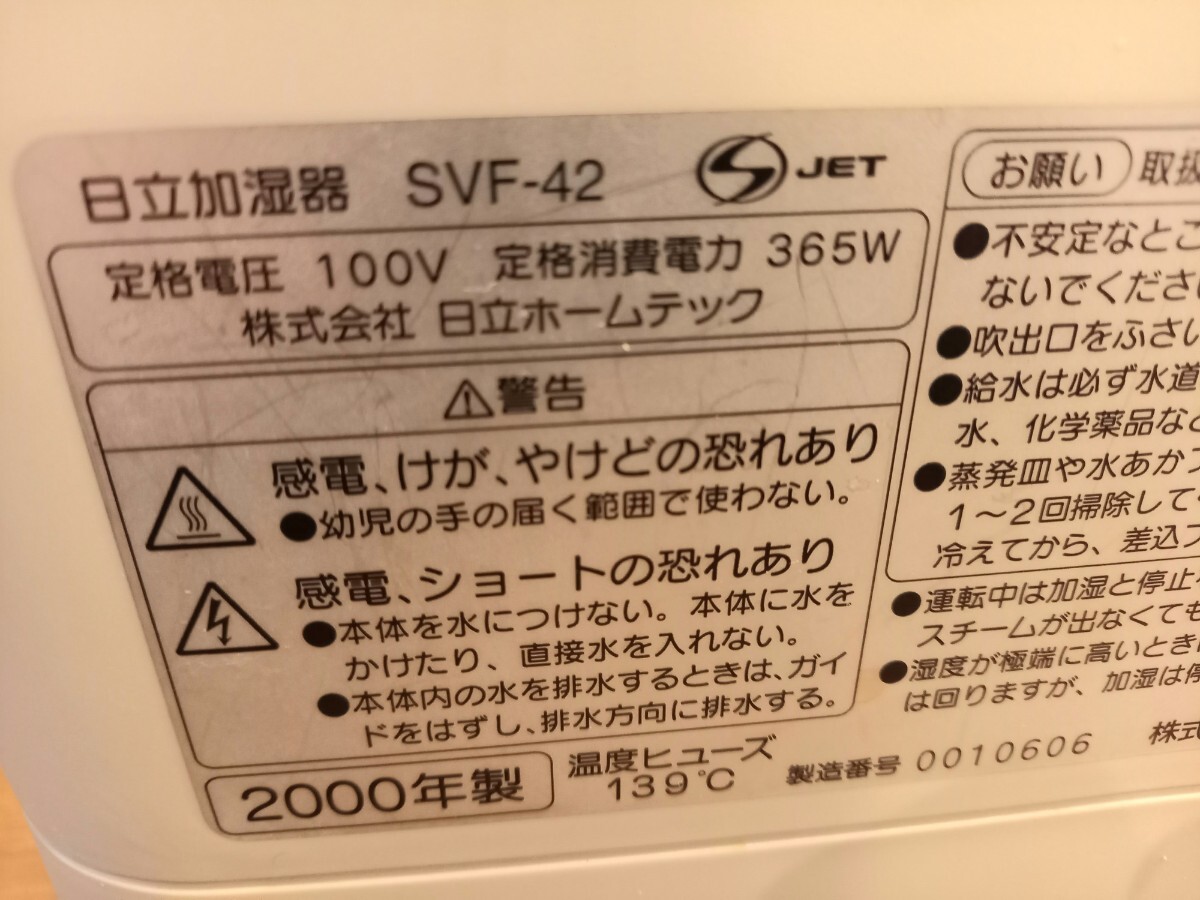 日立加湿器 SVF-42 S JET
定格電圧 100V 定格消費電力 365W
株式会社 日立ホームテック
⚠警告
感電、けが、やけどの恐れあり
●幼児の手の届く範囲で使わない。
感電、ショートの恐れあり
●本体を水につけない。本体に水を
かけたり、直接水を入れない。
●本体内の水を排水するときは、ガイ
ドをはずし、排水方向に排水する。
2000年製
温度ヒューズ
139℃
製造番号 0010606
お願い 取扱
●不安定なとこ
ないでください
●吹出口をふさい
●給水は必ず水道
水、化学薬品など
●蒸発皿や水あかフ
1〜2回掃除して
冷えてから、差込プ
●運転中は加湿と停止を
スチームが出なくても
●湿度が極端に高いときに
は回りますが、加湿は停
株式